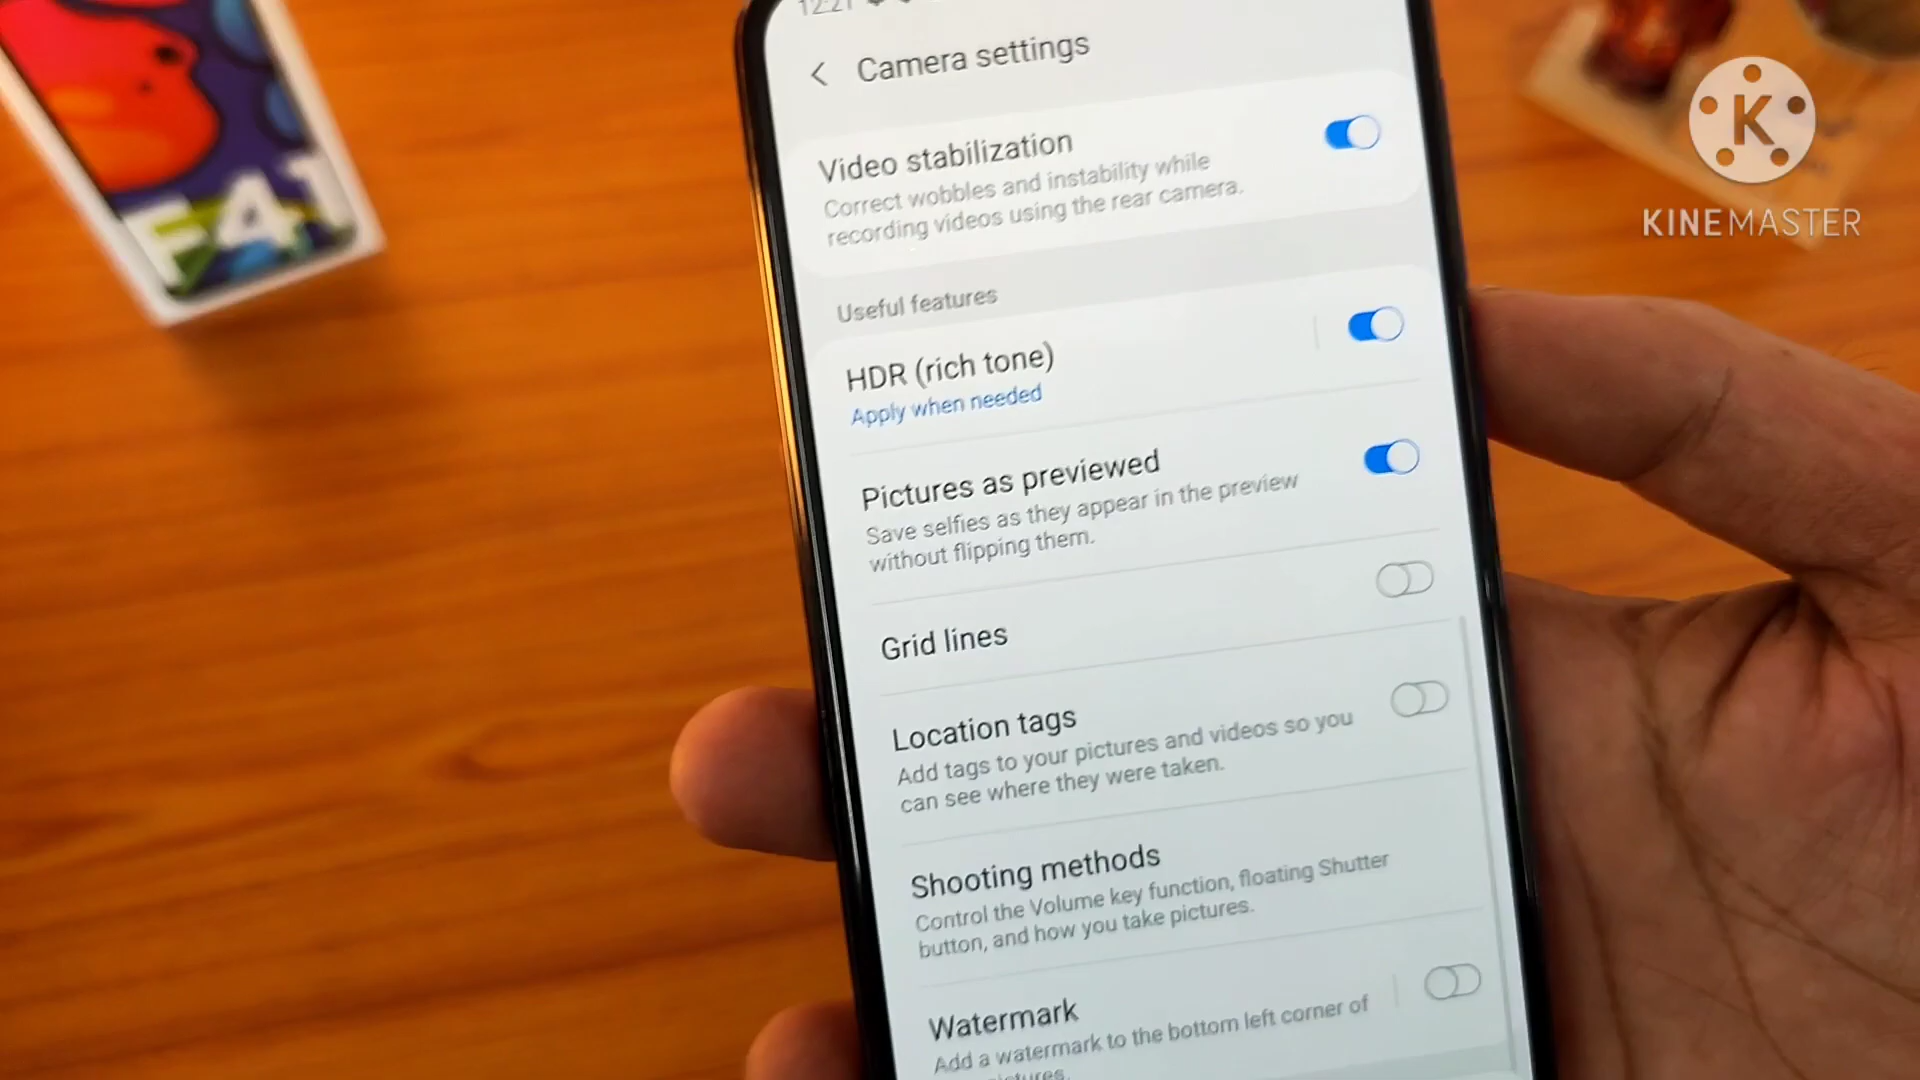 12:21
Camera settings
Video stabilization
Correct wobbles and instability while
recording videos using the rear camera.
Useful features
HDR (rich tone)
Apply when needed
Pictures as previewed
Save selfies as they appear in the preview
without flipping them.
Grid lines
Location tags
Add tags to your pictures and videos so you
can see where they were taken.
Shooting methods
Control the Volume key function, floating Shutter
button, and how you take pictures.
Watermark
Add a watermark to the bottom left corner of
pictures.
F41
K
KINEMASTER